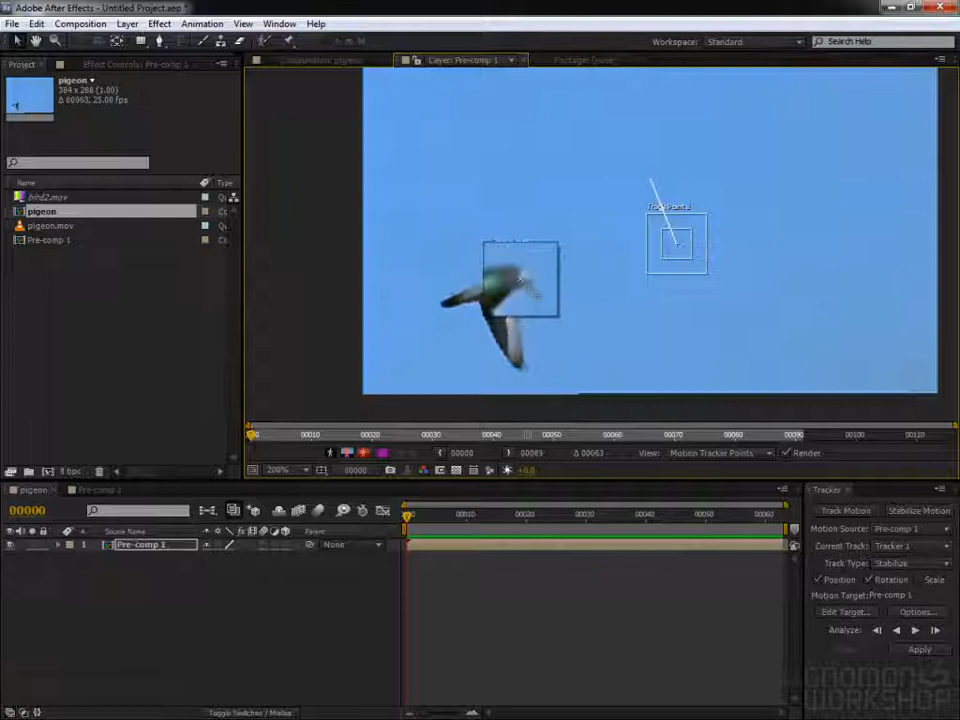 Adobe After Effects - Untitled Project.aep *
File Edit Composition Layer Effect Animation View Window Help
Workspace: Standard Search Help
Project Effect Controls: Pre-comp 1
Composition: pigeon Layer: Pre-comp 1 Footage: (none)
pigeon
384 x 288 (1.00)
Δ 00063, 25.00 fps
Name Type
bird2.mov
pigeon
pigeon.mov
Pre-comp 1
8 bpc
Track Point 2
00010 00020 00030 00040 00050 00060 00070 00080 00090 00100 00110
00000 00089 Δ 00063 View: Motion Tracker Points Render
200% 00000 +0.0
pigeon Pre-comp 1
00000
00010 00020 00030 00040 00050 00060
# Source Name Parent
1 Pre-comp 1 None
Toggle Switches / Modes
Tracker
Track Motion Stabilize Motion
Motion Source: Pre-comp 1
Current Track: Tracker 1
Track Type: Stabilize
Position Rotation Scale
Motion Target: Pre-comp 1
Edit Target... Options...
Analyze:
Apply
GNOMON
WORKSHOP